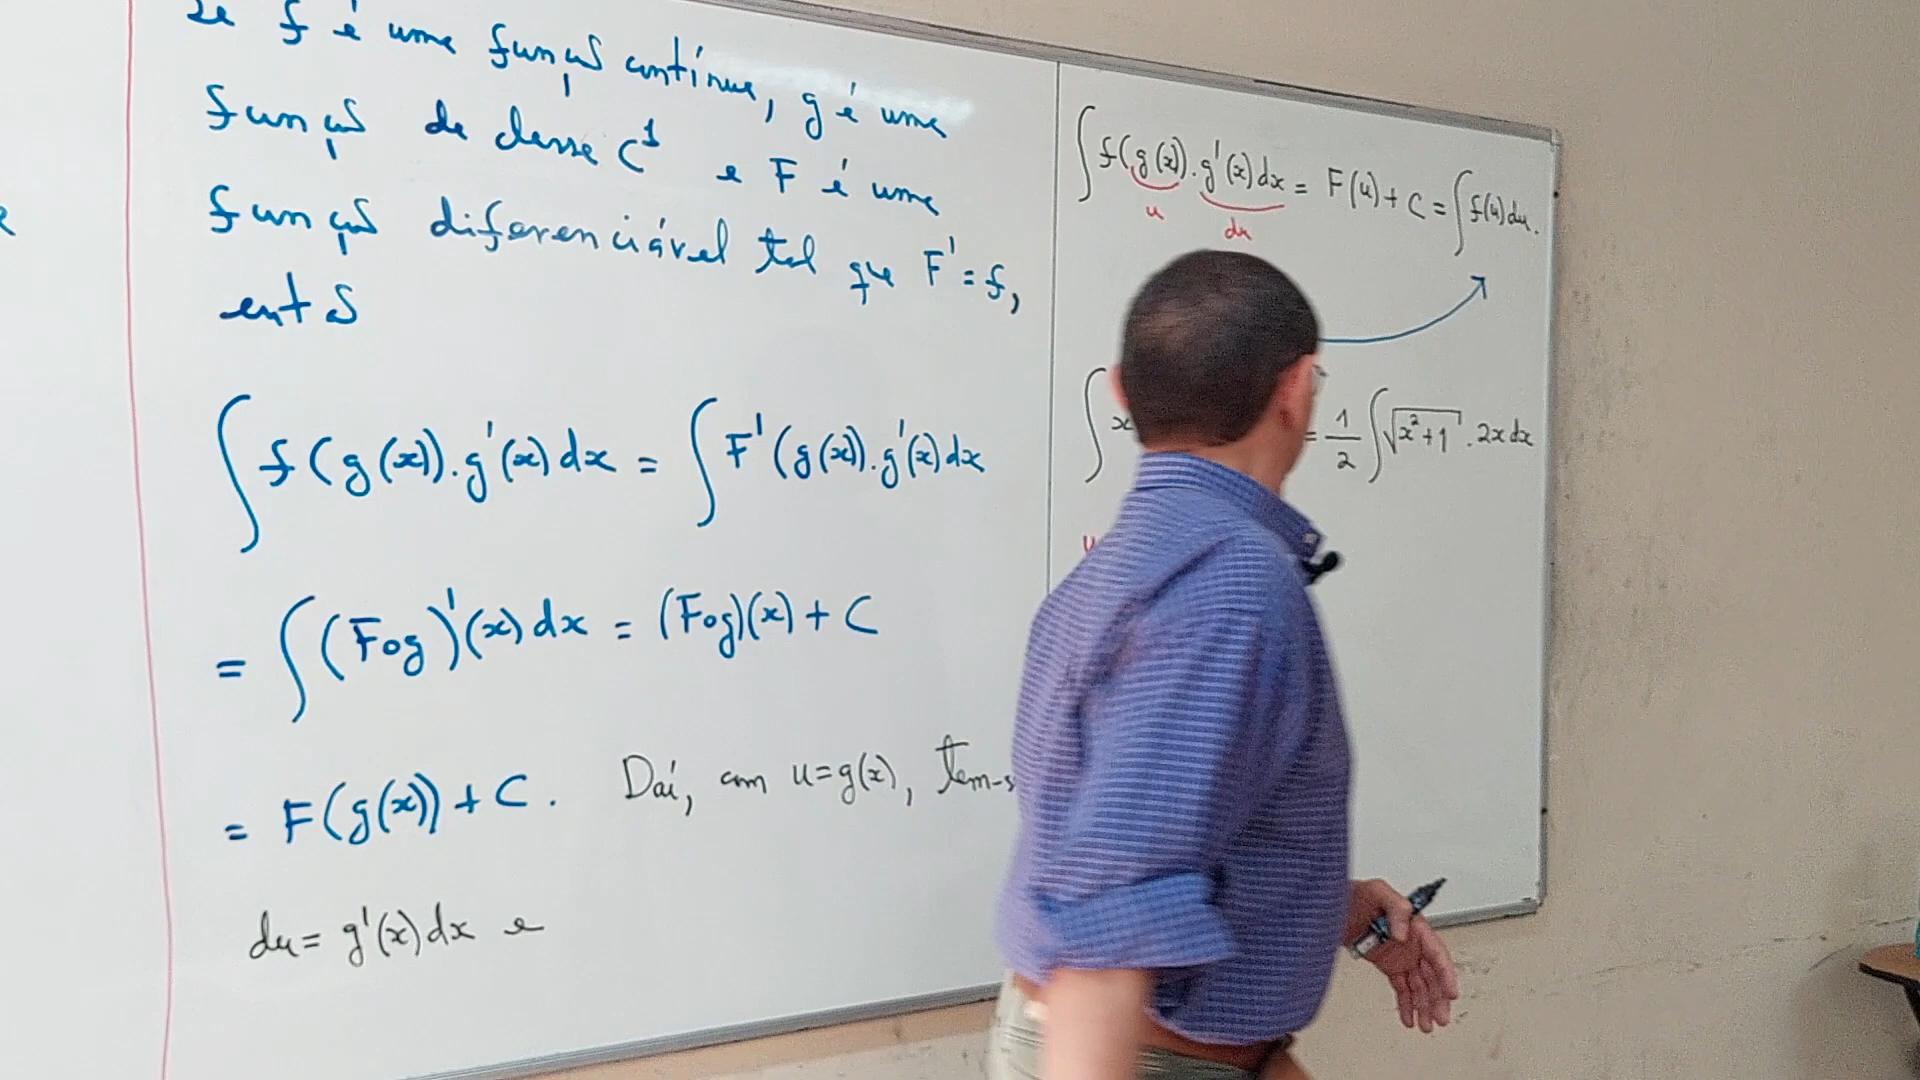 Se f é uma função contínua, g é uma
função de classe C¹ e F é uma
função diferenciável tal que F' = f,
então
∫ f(g(x)).g'(x)dx = ∫ F'(g(x)).g'(x)dx
= ∫ (Fog)'(x)dx = (Fog)(x) + C
= F(g(x)) + C. Daí, com u=g(x), tem-s
du = g'(x)dx e
∫ f(g(x)).g'(x)dx = F(u) + C = ∫ f(u)du.
u du
∫ x = 1/2 ∫ √(x²+1) . 2x dx
u